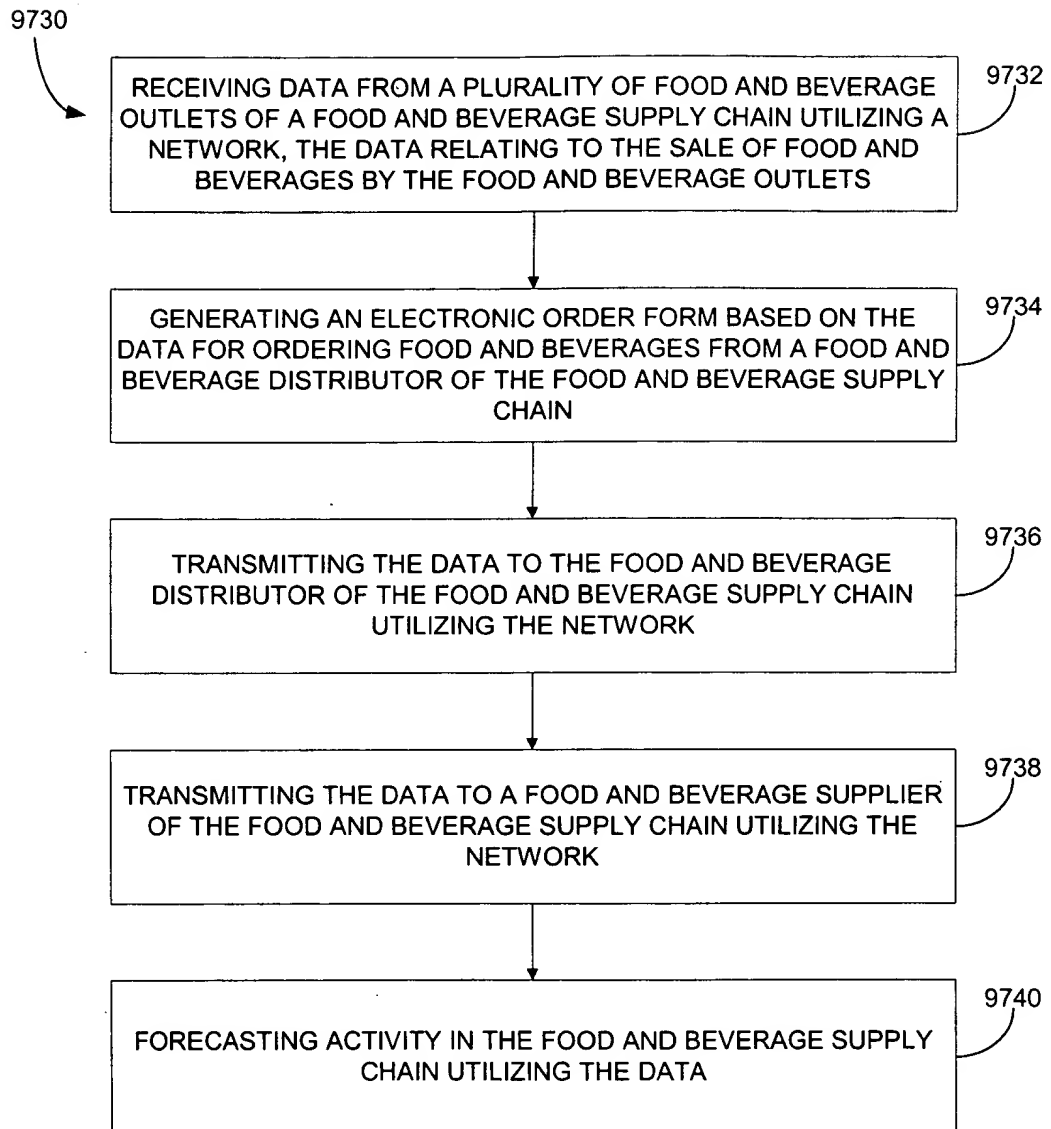 9730
RECEIVING DATA FROM A PLURALITY OF FOOD AND BEVERAGE
OUTLETS OF A FOOD AND BEVERAGE SUPPLY CHAIN UTILIZING A
NETWORK, THE DATA RELATING TO THE SALE OF FOOD AND
BEVERAGES BY THE FOOD AND BEVERAGE OUTLETS
9732
GENERATING AN ELECTRONIC ORDER FORM BASED ON THE
DATA FOR ORDERING FOOD AND BEVERAGES FROM A FOOD AND
BEVERAGE DISTRIBUTOR OF THE FOOD AND BEVERAGE SUPPLY
CHAIN
9734
TRANSMITTING THE DATA TO THE FOOD AND BEVERAGE
DISTRIBUTOR OF THE FOOD AND BEVERAGE SUPPLY CHAIN
UTILIZING THE NETWORK
9736
TRANSMITTING THE DATA TO A FOOD AND BEVERAGE SUPPLIER
OF THE FOOD AND BEVERAGE SUPPLY CHAIN UTILIZING THE
NETWORK
9738
FORECASTING ACTIVITY IN THE FOOD AND BEVERAGE SUPPLY
CHAIN UTILIZING THE DATA
9740